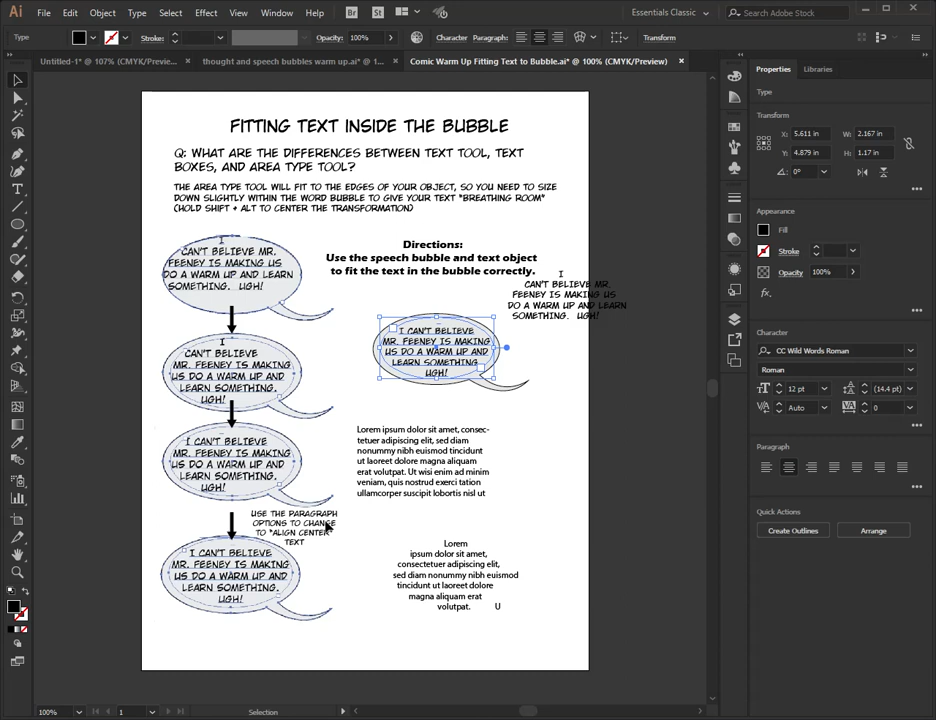 Ai File Edit Object Type Select Effect View Window Help Br St Essentials Classic Search Adobe Stock
Type Stroke: Opacity: 100% Character Paragraph: Transform
Untitled-1* @ 107% (CMYK/Previe... × thought and speech bubbles warm up.ai* @ 1... × Comic Warm Up Fitting Text to Bubble.ai* @ 100% (CMYK/Preview) ×
FITTING TEXT INSIDE THE BUBBLE
Q: WHAT ARE THE DIFFERENCES BETWEEN TEXT TOOL, TEXT
BOXES, AND AREA TYPE TOOL?
THE AREA TYPE TOOL WILL FIT TO THE EDGES OF YOUR OBJECT, SO YOU NEED TO SIZE
DOWN SLIGHTLY WITHIN THE WORD BUBBLE TO GIVE YOUR TEXT "BREATHING ROOM"
(HOLD SHIFT + ALT TO CENTER THE TRANSFORMATION)
I
CAN'T BELIEVE MR.
FEENEY IS MAKING US
DO A WARM UP AND LEARN
SOMETHING. UGH!
I
CAN'T BELIEVE
MR. FEENEY IS MAKING
US DO A WARM UP AND
LEARN SOMETHING.
UGH!
I CAN'T BELIEVE
MR. FEENEY IS MAKING
US DO A WARM UP AND
LEARN SOMETHING.
UGH!
USE THE PARAGRAPH
OPTIONS TO CHANGE
TO "ALIGN CENTER"
TEXT
I CAN'T BELIEVE
MR. FEENEY IS MAKING
US DO A WARM UP AND
LEARN SOMETHING.
UGH!
Directions:
Use the speech bubble and text object
to fit the text in the bubble correctly.
I
CAN'T BELIEVE MR.
FEENEY IS MAKING US
DO A WARM UP AND LEARN
SOMETHING. UGH!
I CAN'T BELIEVE
MR. FEENEY IS MAKING
US DO A WARM UP AND
LEARN SOMETHING.
UGH!
Lorem ipsum dolor sit amet, consec-
tetuer adipiscing elit, sed diam
nonummy nibh euismod tincidunt
ut laoreet dolore magna aliquam
erat volutpat. Ut wisi enim ad minim
veniam, quis nostrud exerci tation
ullamcorper suscipit lobortis nisl ut
Lorem
ipsum dolor sit amet,
consectetuer adipiscing elit,
sed diam nonummy nibh euismod
tincidunt ut laoreet dolore
magna aliquam erat
volutpat. U
Properties Libraries
Type
Transform
X: 5.611 in W: 2.167 in
Y: 4.879 in H: 1.17 in
0°
Appearance
Fill
Stroke
Opacity 100%
fx.
Character
CC Wild Words Roman
Roman
12 pt (14.4 pt)
Auto 0
Paragraph
Quick Actions
Create Outlines Arrange
100% 1 Selection